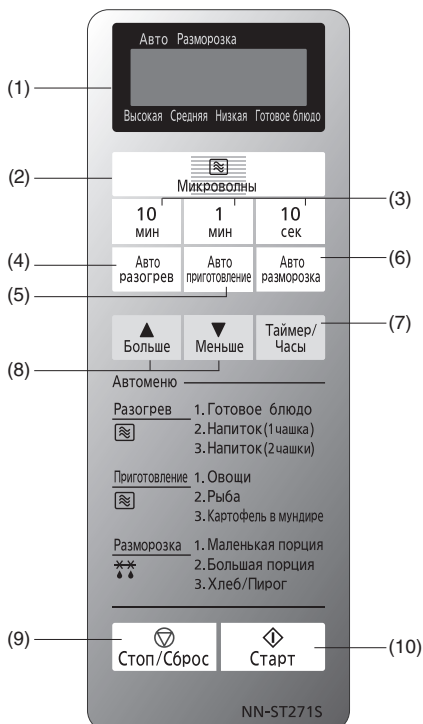 Авто Разморозка
(1)
Высокая Средняя Низкая Готовое блюдо
(2)
Микроволны
(3)
10 мин
1 мин
10 сек
(4)
Авто разогрев
Авто приготовление
Авто разморозка
(6)
(5)
▲ Больше
▼ Меньше
Таймер/Часы
(7)
(8)
Автоменю
Разогрев 1. Готовое блюдо
2. Напиток (1 чашка)
3. Напиток (2 чашки)
Приготовление 1. Овощи
2. Рыба
3. Картофель в мундире
Разморозка 1. Маленькая порция
2. Большая порция
3. Хлеб/Пирог
(9)
Стоп/Сброс
Старт
(10)
NN-ST271S